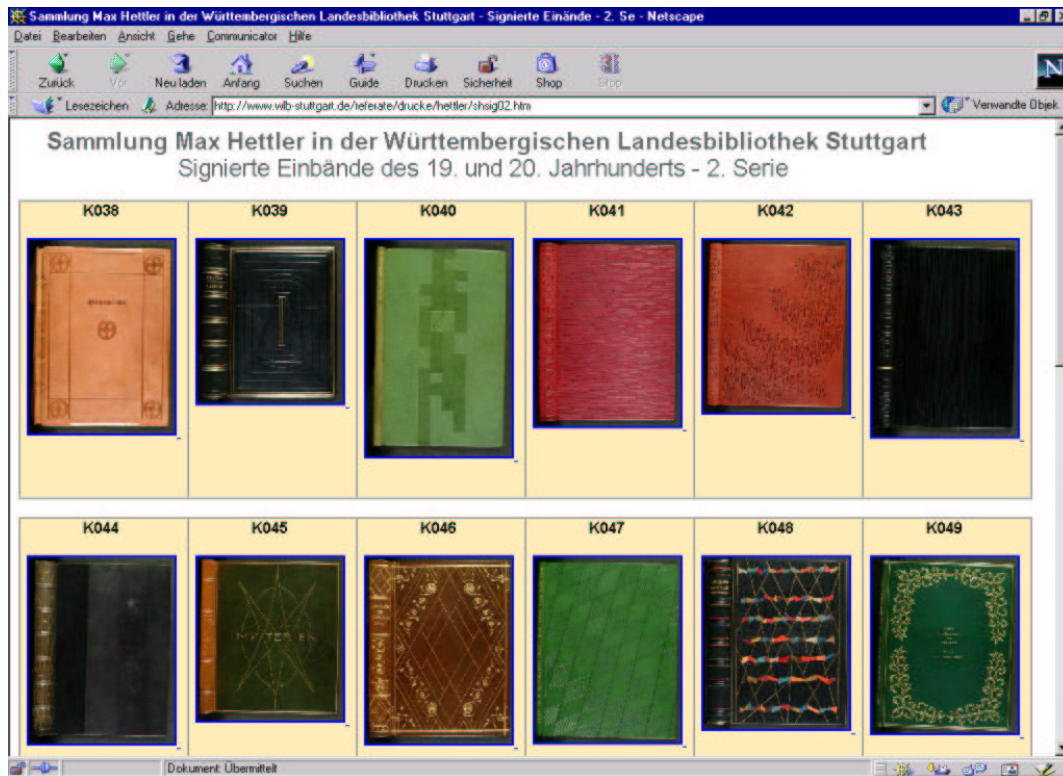 Sammlung Max Hettler in der Württembergischen Landesbibliothek Stuttgart - Signierte Einände - 2. Se - Netscape
Datei Bearbeiten Ansicht Gehe Communicator Hilfe
Zurück Vor Neu laden Anfang Suchen Guide Drucken Sicherheit Shop Stop
N
Lesezeichen Adresse: http://www.wlb-stuttgart.de/referate/drucke/hettler/shsig02.htm Verwandte Objek
Sammlung Max Hettler in der Württembergischen Landesbibliothek Stuttgart
Signierte Einbände des 19. und 20. Jahrhunderts - 2. Serie
K038 K039 K040 K041 K042 K043
K044 K045 K046 K047 K048 K049
MYSTERIEN
Dokument: Übermittelt